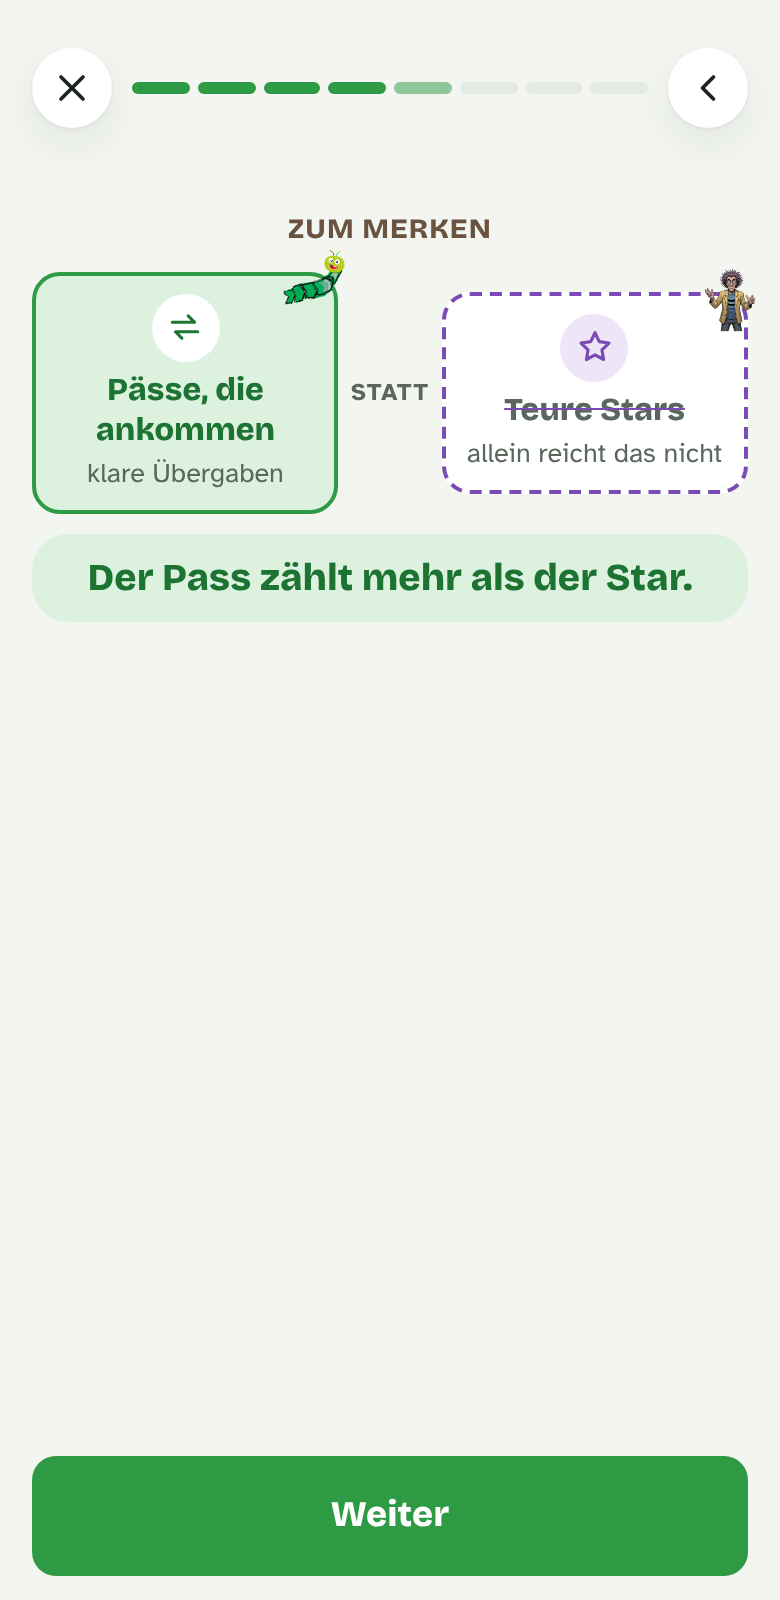 ZUM MERKEN
Pässe, die
ankommen
klare Übergaben
STATT
Teure Stars
allein reicht das nicht
Der Pass zählt mehr als der Star.
Weiter